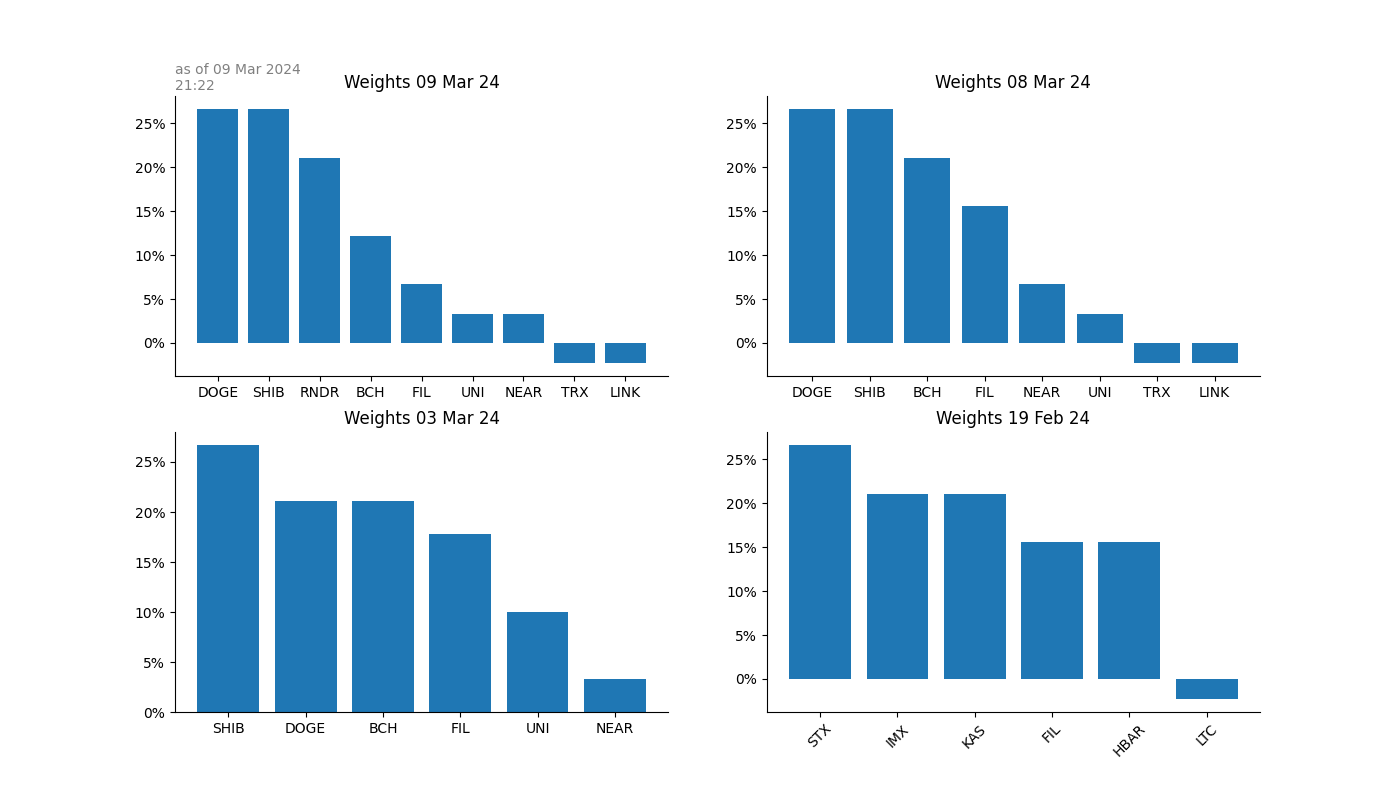 as of 09 Mar 2024
21:22
Weights 09 Mar 24
25%
20%
15%
10%
5%
0%
DOGE SHIB RNDR BCH FIL UNI NEAR TRX LINK
Weights 08 Mar 24
25%
20%
15%
10%
5%
0%
DOGE SHIB BCH FIL NEAR UNI TRX LINK
Weights 03 Mar 24
25%
20%
15%
10%
5%
0%
SHIB DOGE BCH FIL UNI NEAR
Weights 19 Feb 24
25%
20%
15%
10%
5%
0%
STX IMX KAS FIL HBAR LTC